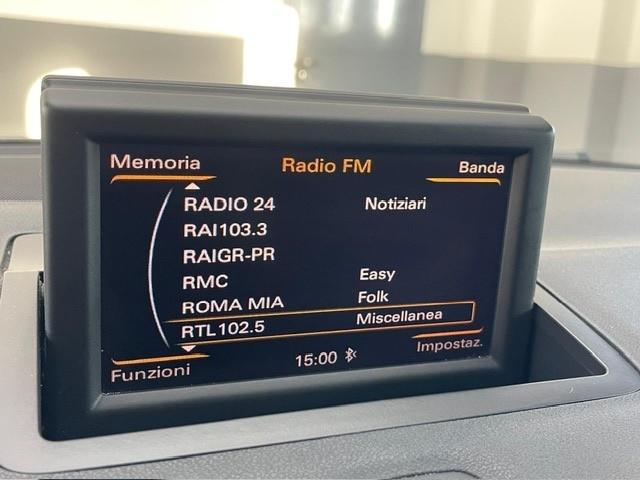 Memoria Radio FM Banda
RADIO 24 Notiziari
RAI103.3
RAIGR-PR
RMC Easy
ROMA MIA Folk
RTL102.5 Miscellanea
Funzioni 15:00 Impostaz.